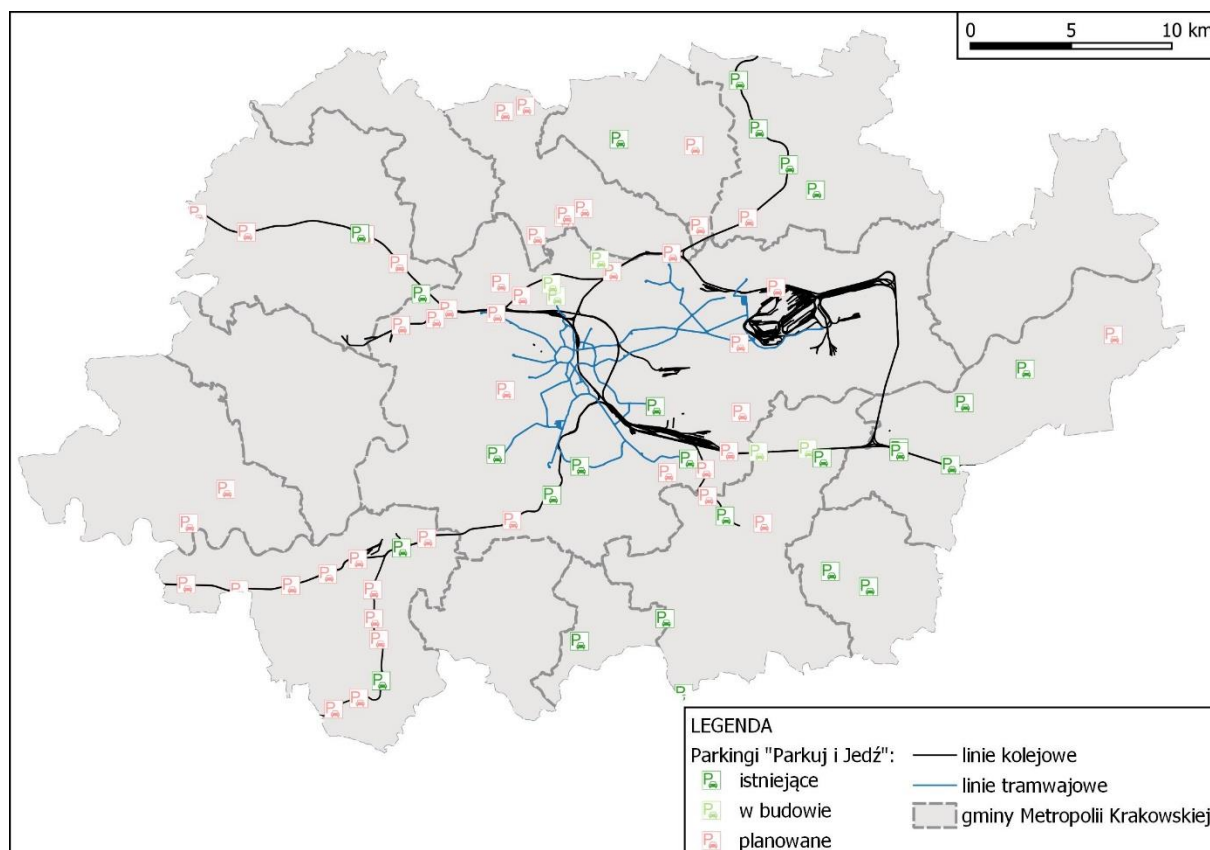 0 5 10 km
LEGENDA
Parkingi "Parkuj i Jedź":
istniejące
w budowie
planowane
linie kolejowe
linie tramwajowe
gminy Metropolii Krakowskiej